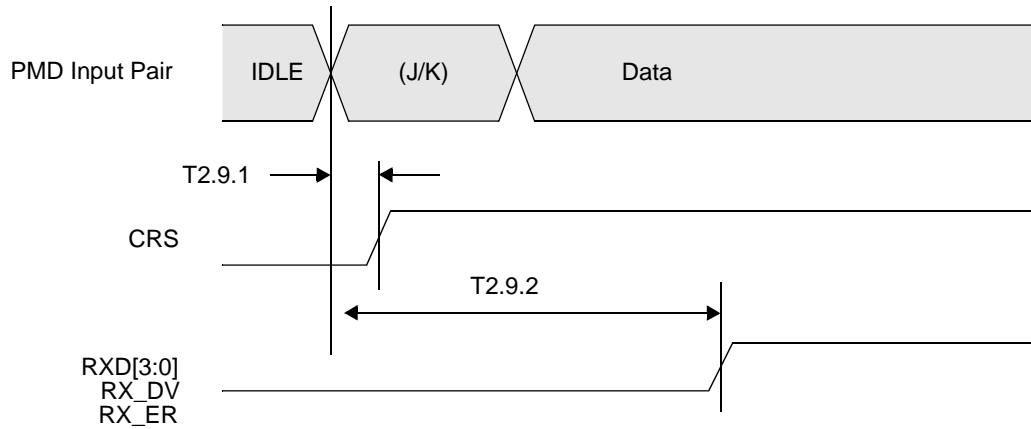 PMD Input Pair
IDLE
(J/K)
Data
T2.9.1
CRS
T2.9.2
RXD[3:0]
RX_DV
RX_ER